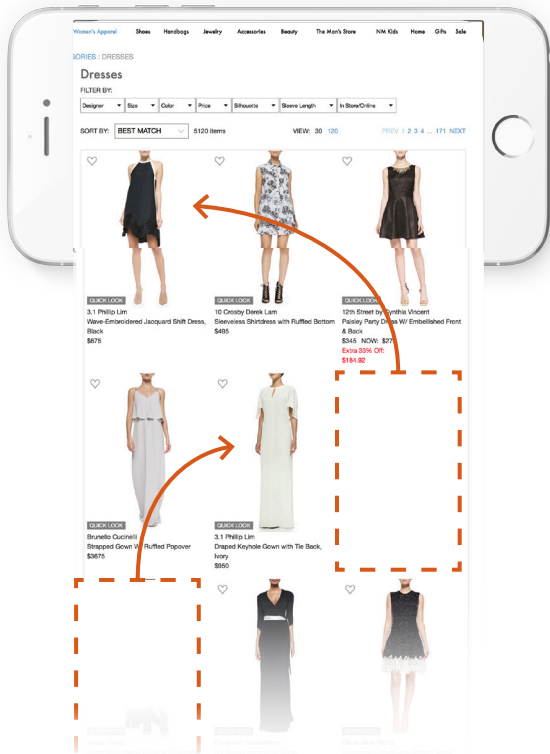 Women's Apparel Shoes Handbags Jewelry Accessories Beauty The Man's Store NM Kids Home Gifts Sale
GORIES : DRESSES
Dresses
FILTER BY:
Designer Size Color Price Silhouette Sleeve Length In Store/Online
SORT BY: BEST MATCH 5120 items VIEW: 30 120 PREV 1 2 3 4 ... 171 NEXT
QUICK LOOK
3.1 Phillip Lim
Wave-Embroidered Jacquard Shift Dress,
Black
$675
QUICK LOOK
10 Crosby Derek Lam
Sleeveless Shirtdress with Ruffled Bottom
$495
QUICK LOOK
12th Street by Cynthia Vincent
Paisley Party Dress W/ Embellished Front
& Back
$345 NOW:
Extra 33% Off:
$184.92
QUICK LOOK
Brunello Cucinelli
Strapped Gown W/ Ruffled Popover
$3675
QUICK LOOK
3.1 Phillip Lim
Draped Keyhole Gown with Tie Back,
Ivory
$950